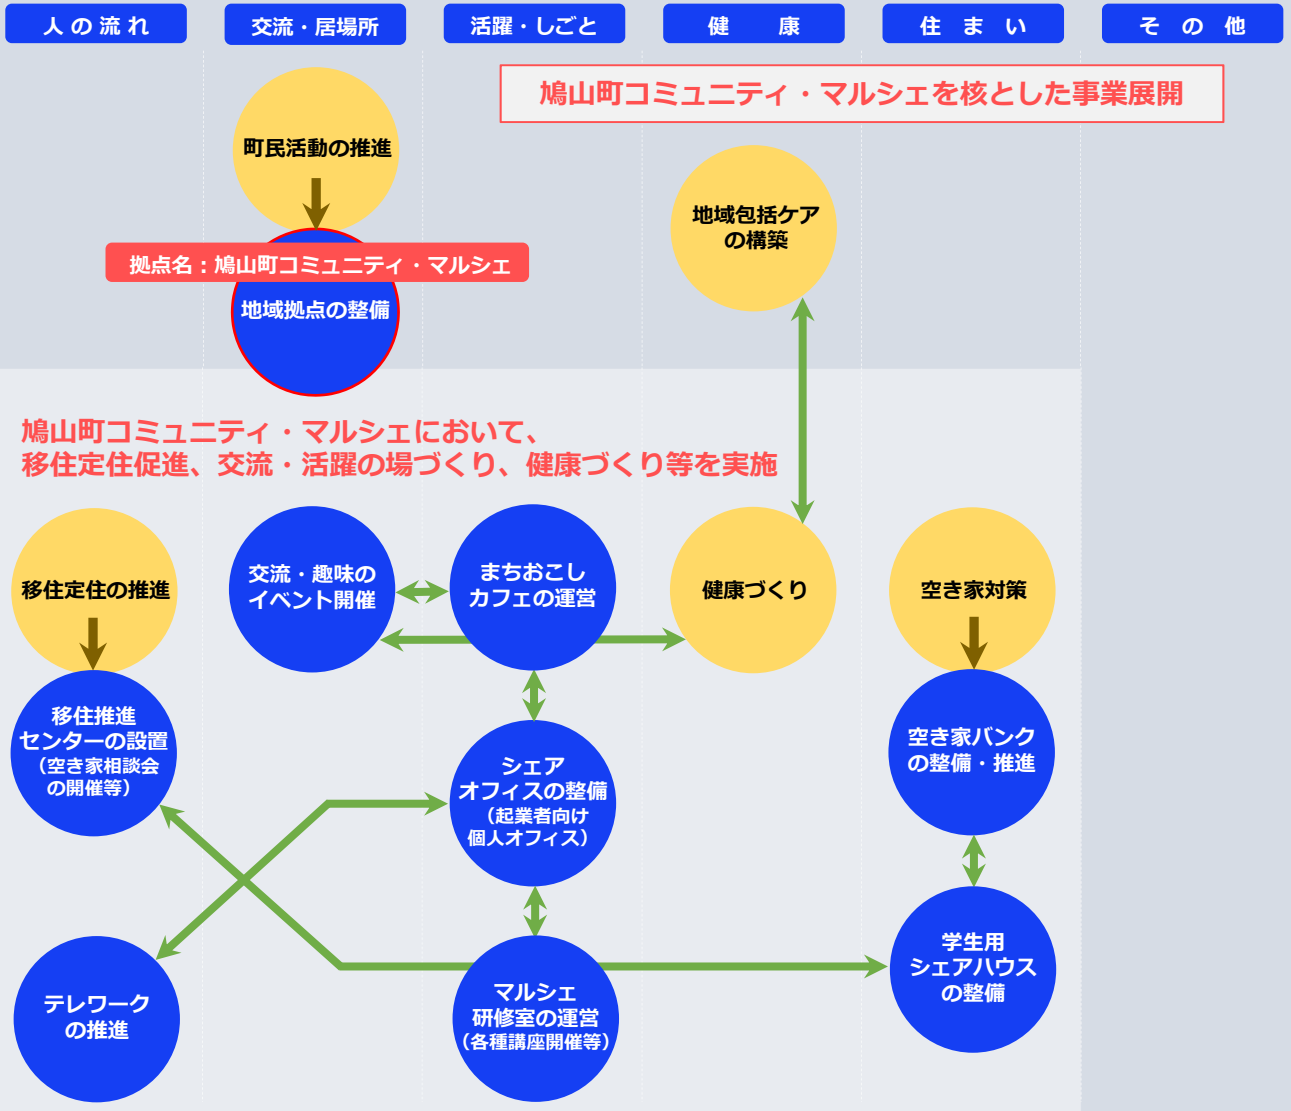 人の流れ
交流・居場所
活躍・しごと
健　康
住　ま　い
そ　の　他
鳩山町コミュニティ・マルシェを核とした事業展開
町民活動の推進
地域包括ケア
の構築
拠点名：鳩山町コミュニティ・マルシェ
地域拠点の整備
鳩山町コミュニティ・マルシェにおいて、
移住定住促進、交流・活躍の場づくり、健康づくり等を実施
移住定住の推進
交流・趣味の
イベント開催
まちおこし
カフェの運営
健康づくり
空き家対策
移住推進
センターの設置
（空き家相談会
の開催等）
シェア
オフィスの整備
（起業者向け
個人オフィス）
空き家バンク
の整備・推進
テレワーク
の推進
マルシェ
研修室の運営
（各種講座開催等）
学生用
シェアハウス
の整備